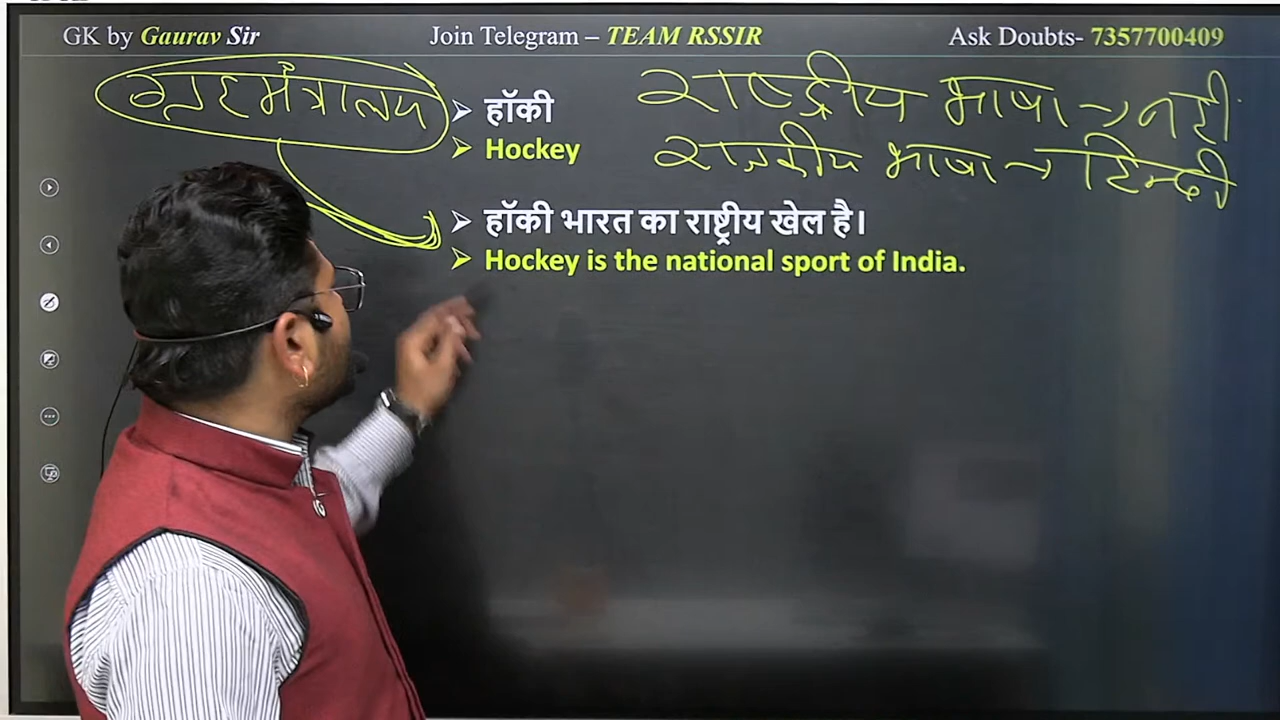 GK by Gaurav Sir
Join Telegram – TEAM RSSIR
Ask Doubts- 7357700409
गृहमंत्रालय
➢ हॉकी
➢ Hockey
राष्ट्रीय भाषा → नहीं
राजकीय भाषा → हिन्दी
➢ हॉकी भारत का राष्ट्रीय खेल है।
➢ Hockey is the national sport of India.